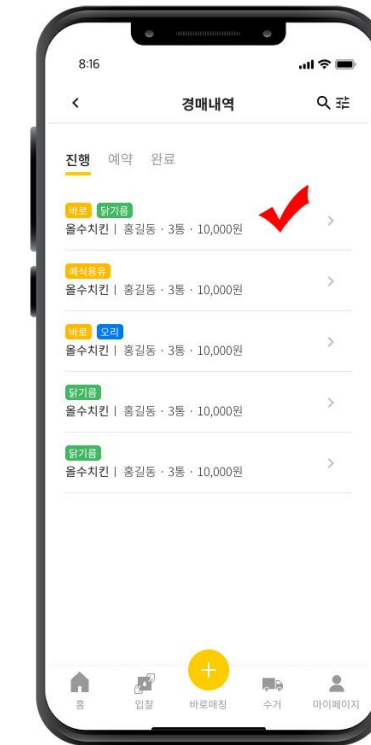 8:16
경매내역
진행 예약 완료
바로 닭기름
올수치킨 | 홍길동 · 3통 · 10,000원
폐식용유
올수치킨 | 홍길동 · 3통 · 10,000원
바로 오리
올수치킨 | 홍길동 · 3통 · 10,000원
닭기름
올수치킨 | 홍길동 · 3통 · 10,000원
닭기름
올수치킨 | 홍길동 · 3통 · 10,000원
홈 입찰 바로매칭 수거 마이페이지